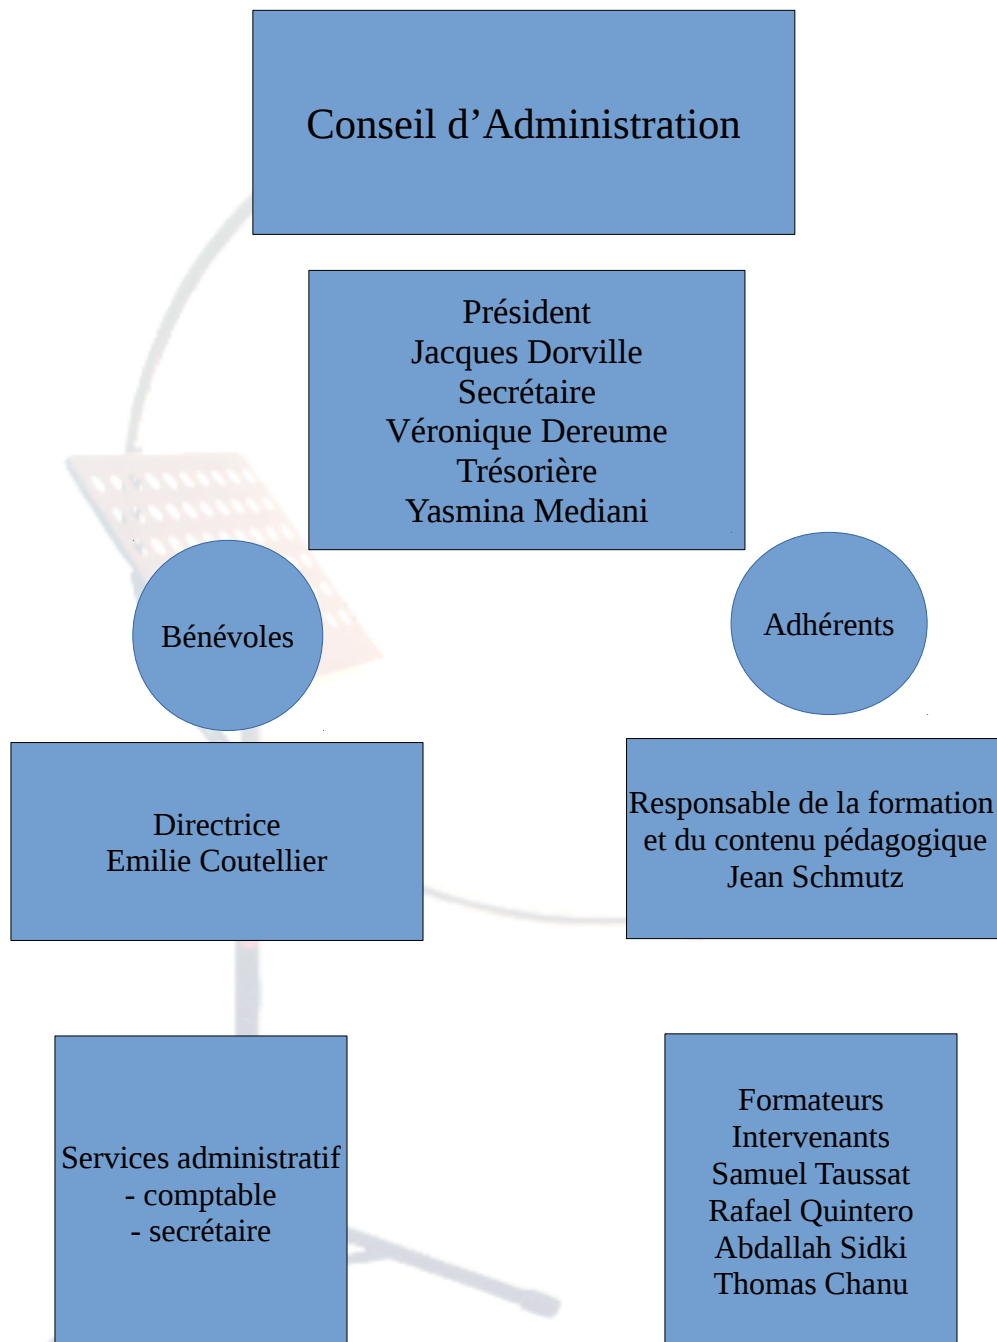 Conseil d’Administration
Président
Jacques Dorville
Secrétaire
Véronique Dereume
Trésorière
Yasmina Mediani
Bénévoles
Adhérents
Directrice
Emilie Coutellier
Responsable de la formation
et du contenu pédagogique
Jean Schmutz
Services administratif
- comptable
- secrétaire
Formateurs
Intervenants
Samuel Taussat
Rafael Quintero
Abdallah Sidki
Thomas Chanu